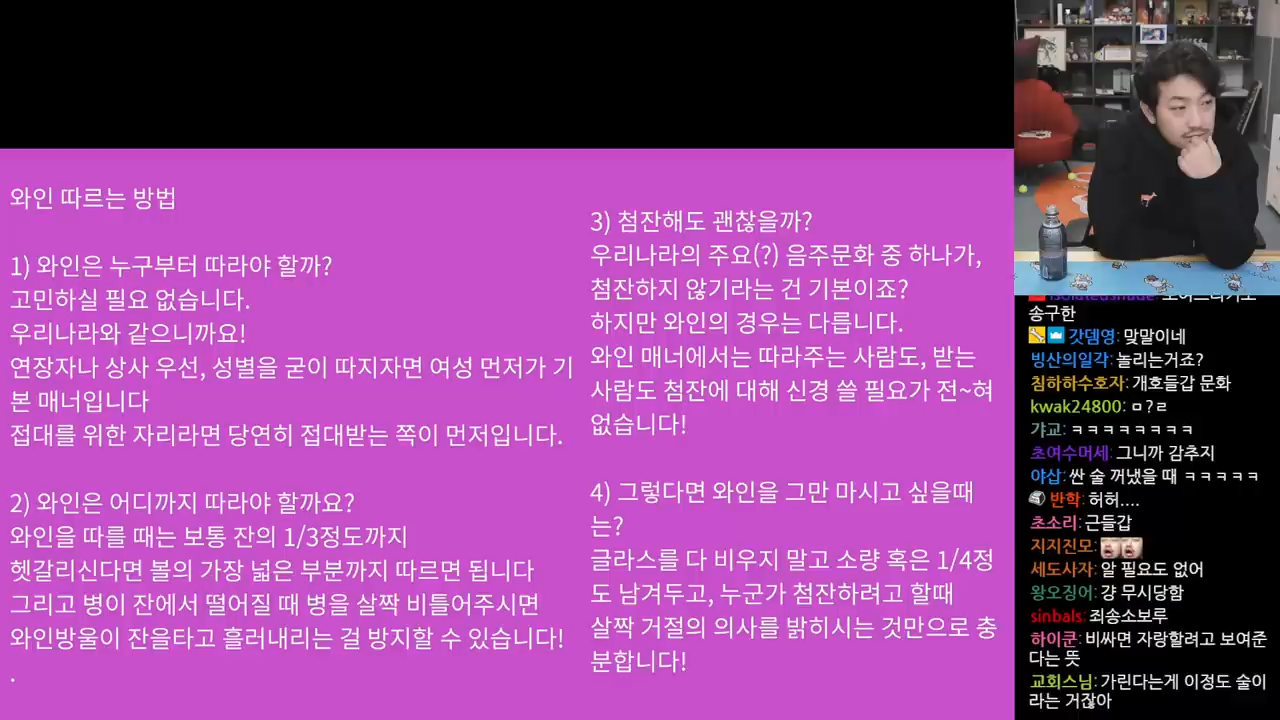 와인 따르는 방법
1) 와인은 누구부터 따라야 할까?
고민하실 필요 없습니다.
우리나라와 같으니까요!
연장자나 상사 우선, 성별을 굳이 따지자면 여성 먼저가 기
본 매너입니다
접대를 위한 자리라면 당연히 접대받는 쪽이 먼저입니다.
2) 와인은 어디까지 따라야 할까요?
와인을 따를 때는 보통 잔의 1/3정도까지
헷갈리신다면 볼의 가장 넓은 부분까지 따르면 됩니다
그리고 병이 잔에서 떨어질 때 병을 살짝 비틀어주시면
와인방울이 잔을타고 흘러내리는 걸 방지할 수 있습니다!
.
3) 첨잔해도 괜찮을까?
우리나라의 주요(?) 음주문화 중 하나가,
첨잔하지 않기라는 건 기본이죠?
하지만 와인의 경우는 다릅니다.
와인 매너에서는 따라주는 사람도, 받는
사람도 첨잔에 대해 신경 쓸 필요가 전~혀
없습니다!
4) 그렇다면 와인을 그만 마시고 싶을때
는?
글라스를 다 비우지 말고 소량 혹은 1/4정
도 남겨두고, 누군가 첨잔하려고 할때
살짝 거절의 의사를 밝히시는 것만으로 충
분합니다!
송구한
갓뎀영: 맞말이네
빙산의일각: 놀리는거죠?
침하하수호자: 개호들갑 문화
kwak24800: ㅁ?ㄹ
갸교: ㅋㅋㅋㅋㅋㅋㅋㅋ
초여수머세: 그니까 감추지
야삽: 싼 술 꺼냈을 때 ㅋㅋㅋㅋㅋ
반학: 허허....
초소리: 근들갑
지지진모:
세도사자: 알 필요도 없어
왕오징어: 걍 무시당함
sinbals: 죄송소보루
하이쿤: 비싸면 자랑할려고 보여준
다는 뜻
교회스님: 가린다는게 이정도 술이
라는 거잖아